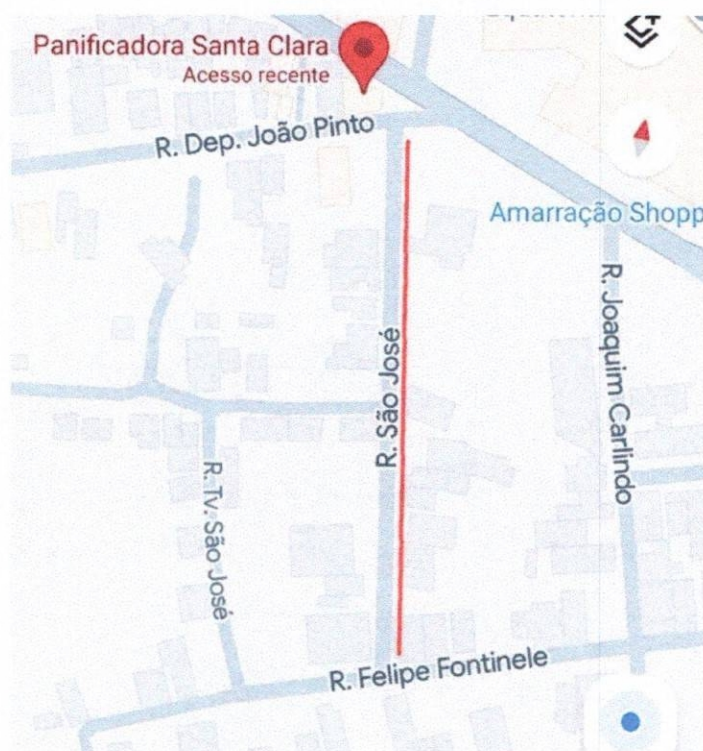 Panificadora Santa Clara
Acesso recente
R. Dep. João Pinto
Amarração Shopp
R. Joaquim Carlindo
R. São José
R. Tv. São José
R. Felipe Fontinele